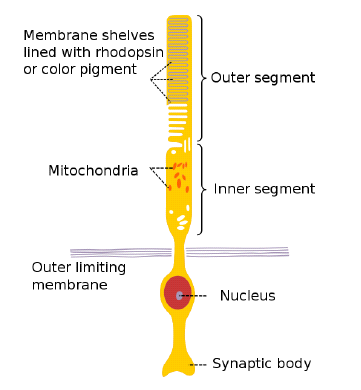 Membrane shelves
lined with rhodopsin
or color pigment
Outer segment
Mitochondria
Inner segment
Outer limiting
membrane
Nucleus
Synaptic body